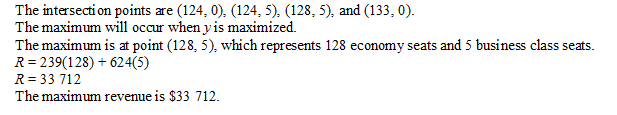 The intersection points are (124, 0), (124, 5), (128, 5), and (133, 0).
The maximum will occur when y is maximized.
The maximum is at point (128, 5), which represents 128 economy seats and 5 business class seats.
R = 239(128) + 624(5)
R = 33 712
The maximum revenue is $33 712.